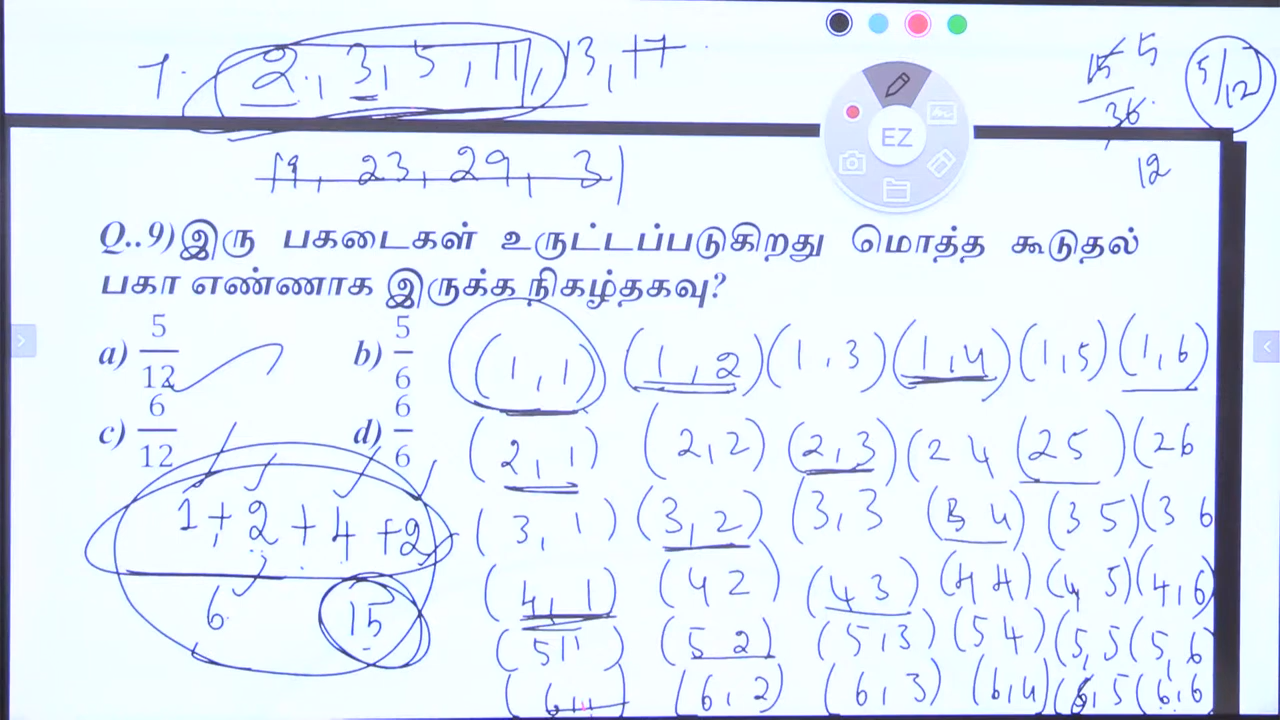 7. 2, 3, 5, 11, 13, 17
15 5
36
12
5/12
19, 23, 29, 31
EZ
Q..9)இரு பகடைகள் உருட்டப்படுகிறது மொத்த கூடுதல்
பகா எண்ணாக இருக்க நிகழ்தகவு?
a) 5/12 b) 5/6
c) 6/12 d) 6/6
1 + 2 + 4 + 2
6 15
(1, 1) (1, 2) (1, 3) (1, 4) (1, 5) (1, 6)
(2, 1) (2, 2) (2, 3) (2 4 (2 5) (2 6
(3, 1) (3, 2) (3, 3 (3 4) (3 5) (3 6
(4, 1) (4 2) (4 3) (4 4) (4, 5) (4, 6)
(5 1) (5 2) (5, 3) (5 4) (5, 5 (5, 6
(6, 1) (6, 2) (6, 3) (6, 4) (6, 5 (6, 6